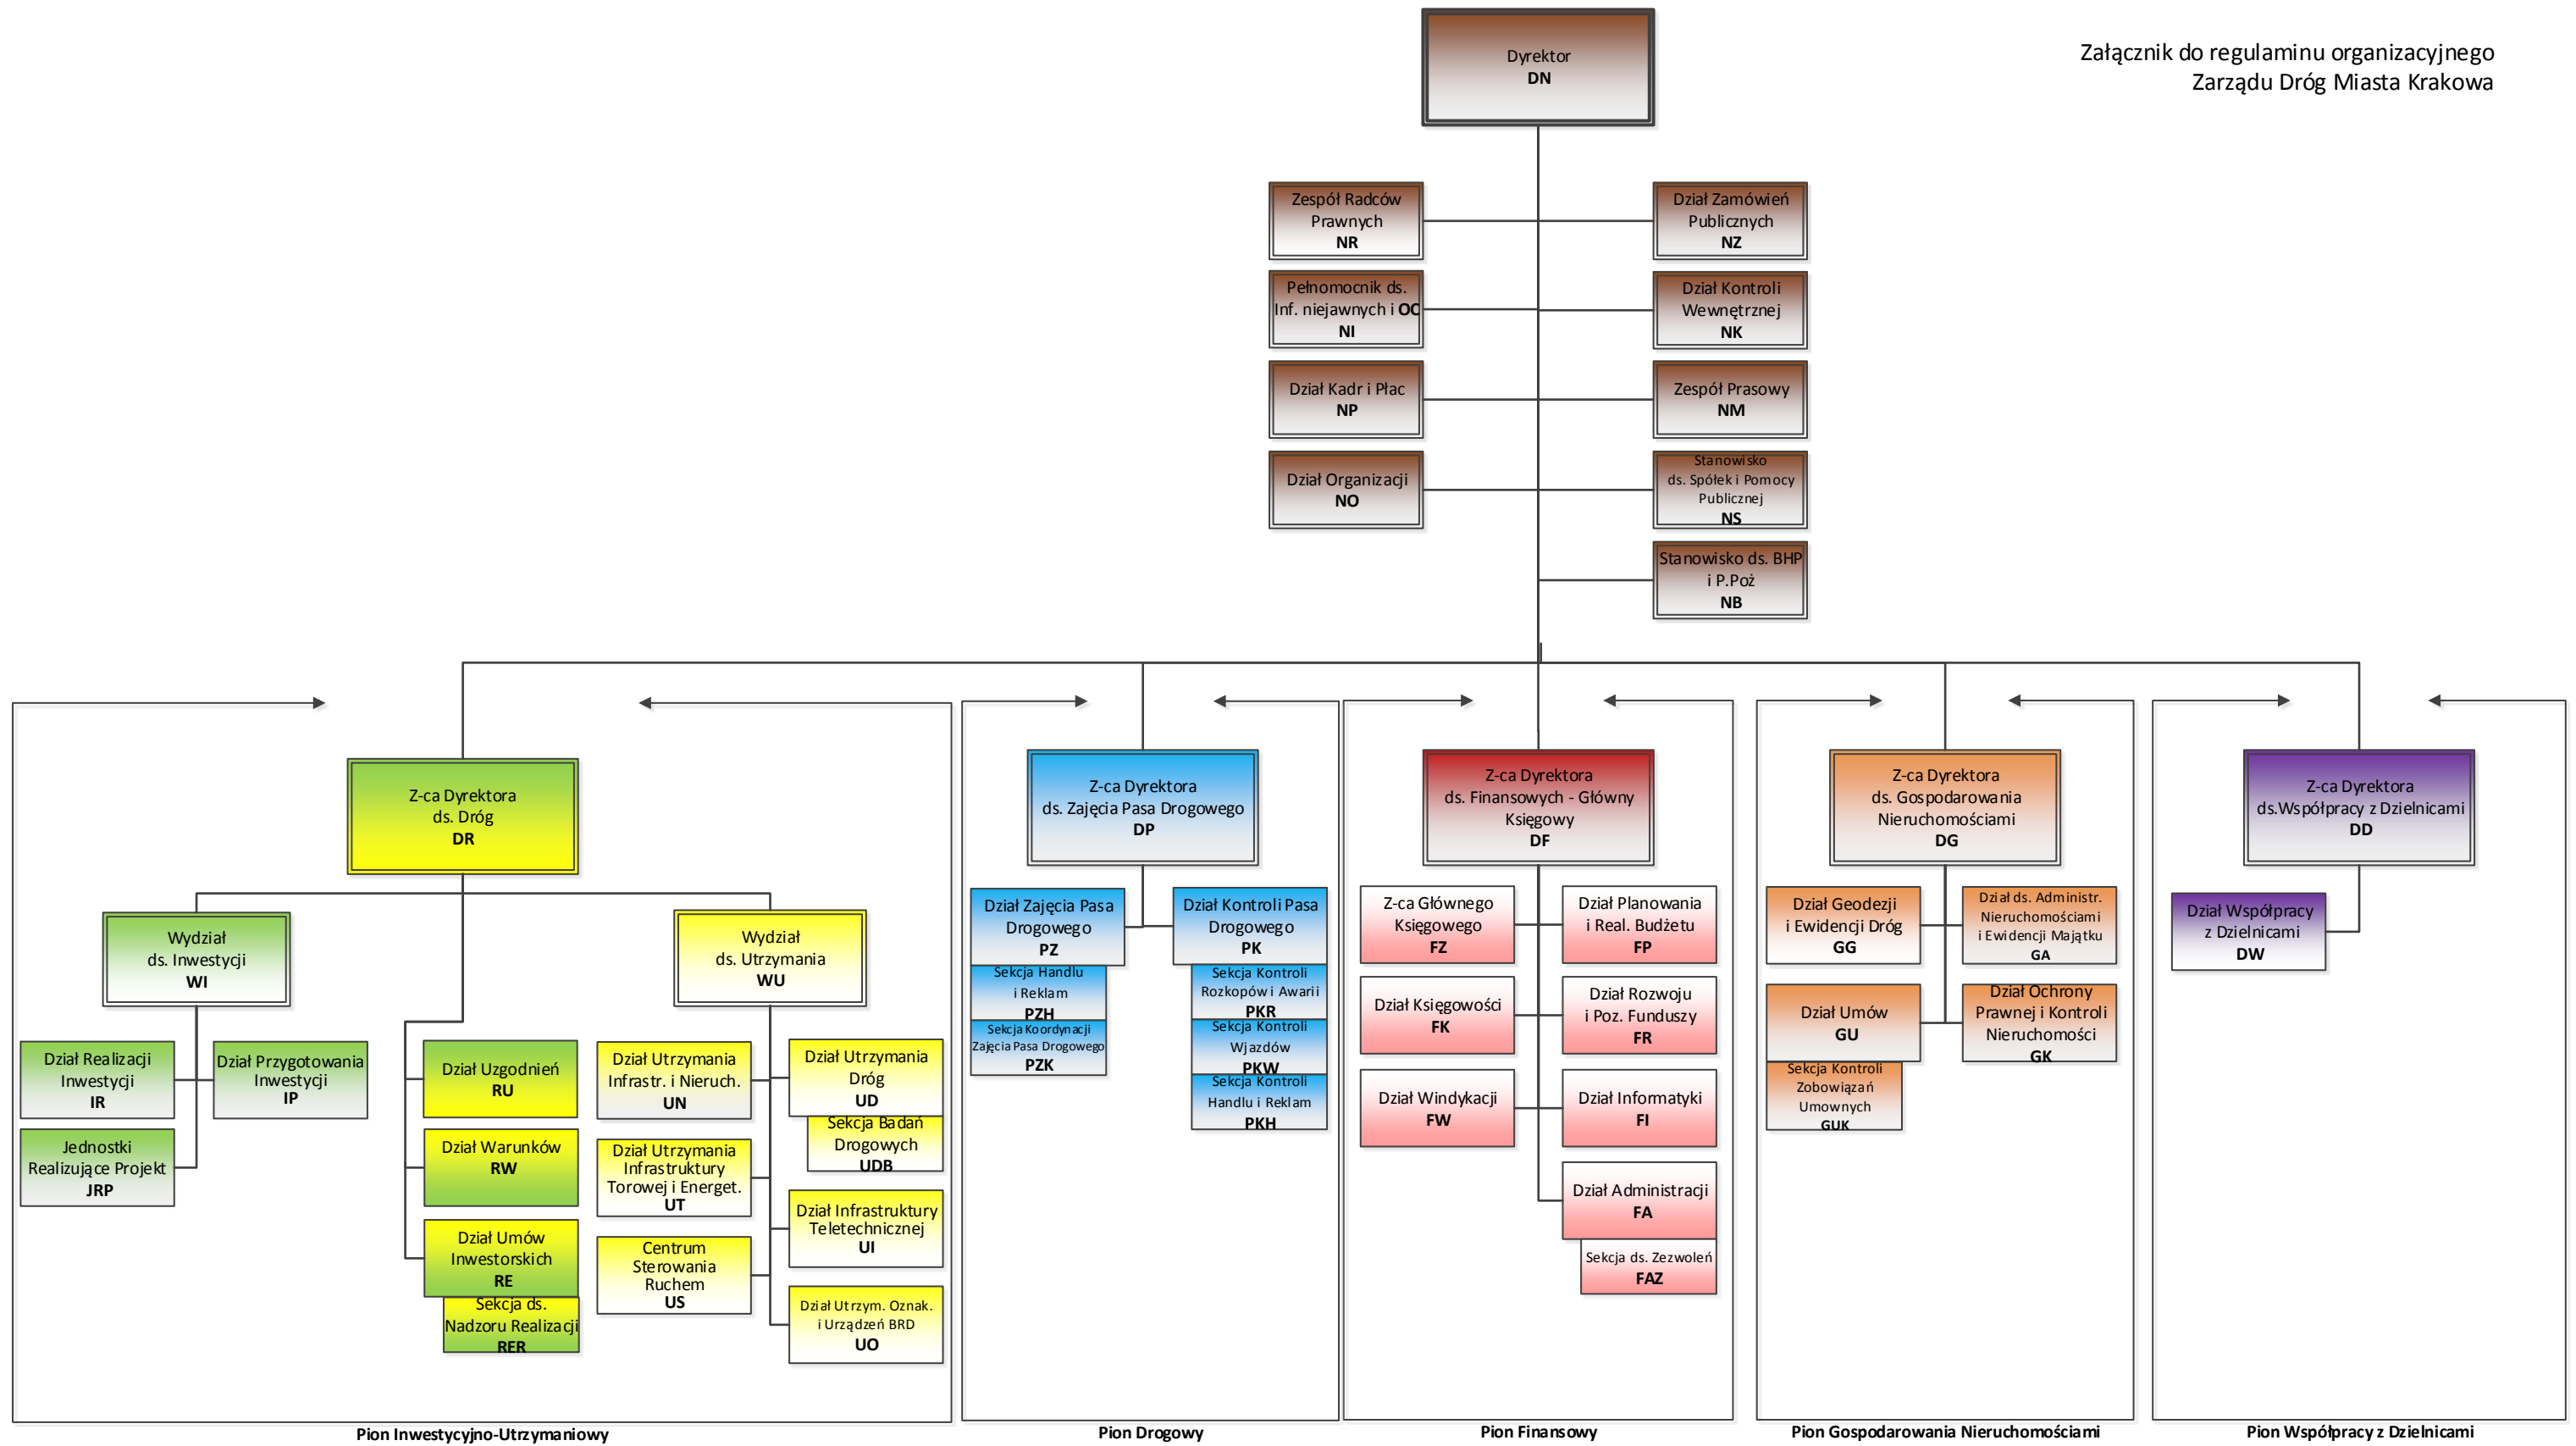 Dyrektor
DN
Załącznik do regulaminu organizacyjnego
Zarządu Dróg Miasta Krakowa
Zespół Radców
Prawnych
NR
Dział Zamówień
Publicznych
NZ
Pełnomocnik ds.
Inf. niejawnych i OC
NI
Dział Kontroli
Wewnętrznej
NK
Dział Kadr i Płac
NP
Zespół Prasowy
NM
Dział Organizacji
NO
Stanowisko
ds. Spółek i Pomocy
Publicznej
NS
Stanowisko ds. BHP
i P.Poż
NB
Z-ca Dyrektora
ds. Dróg
DR
Wydział
ds. Inwestycji
WI
Wydział
ds. Utrzymania
WU
Dział Realizacji
Inwestycji
IR
Dział Przygotowania
Inwestycji
IP
Jednostki
Realizujące Projekt
JRP
Dział Uzgodnień
RU
Dział Warunków
RW
Dział Umów
Inwestorskich
RE
Sekcja ds.
Nadzoru Realizacji
RER
Dział Utrzymania
Infrastr. i Nieruch.
UN
Dział Utrzymania
Dróg
UD
Sekcja Badań
Drogowych
UDB
Dział Utrzymania
Infrastruktury
Torowej i Energet.
UT
Dział Infrastruktury
Teletechnicznej
UI
Centrum
Sterowania
Ruchem
US
Dział Utrzym. Oznak.
i Urządzeń BRD
UO
Pion Inwestycyjno-Utrzymaniowy
Z-ca Dyrektora
ds. Zajęcia Pasa Drogowego
DP
Dział Zajęcia Pasa
Drogowego
PZ
Sekcja Handlu
i Reklam
PZH
Sekcja Koordynacji
Zajęcia Pasa Drogowego
PZK
Dział Kontroli Pasa
Drogowego
PK
Sekcja Kontroli
Rozkopów i Awarii
PKR
Sekcja Kontroli
Wjazdów
PKW
Sekcja Kontroli
Handlu i Reklam
PKH
Pion Drogowy
Z-ca Dyrektora
ds. Finansowych - Główny
Księgowy
DF
Z-ca Głównego
Księgowego
FZ
Dział Planowania
i Real. Budżetu
FP
Dział Księgowości
FK
Dział Rozwoju
i Poz. Funduszy
FR
Dział Windykacji
FW
Dział Informatyki
FI
Dział Administracji
FA
Sekcja ds. Zezwoleń
FAZ
Pion Finansowy
Z-ca Dyrektora
ds. Gospodarowania
Nieruchomościami
DG
Dział Geodezji
i Ewidencji Dróg
GG
Dział ds. Administr.
Nieruchomościami
i Ewidencji Majątku
GA
Dział Umów
GU
Sekcja Kontroli
Zobowiązań
Umownych
GUK
Dział Ochrony
Prawnej i Kontroli
Nieruchomości
GK
Pion Gospodarowania Nieruchomościami
Z-ca Dyrektora
ds.Współpracy z Dzielnicami
DD
Dział Współpracy
z Dzielnicami
DW
Pion Współpracy z Dzielnicami